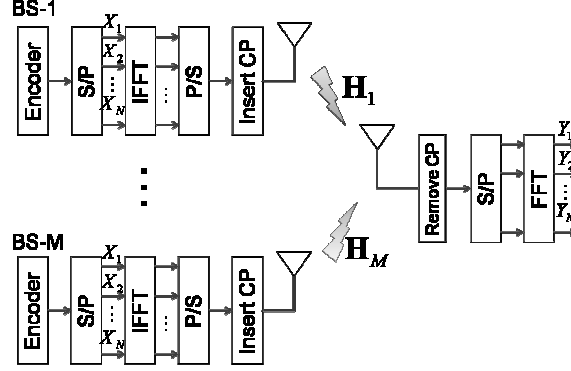 BS-1
Encoder
S/P
X1
X2
...
XN
IFFT
...
P/S
Insert CP
H1
Remove CP
S/P
FFT
Y1
Y2
...
YN
BS-M
Encoder
S/P
X1
X2
...
XN
IFFT
...
P/S
Insert CP
HM